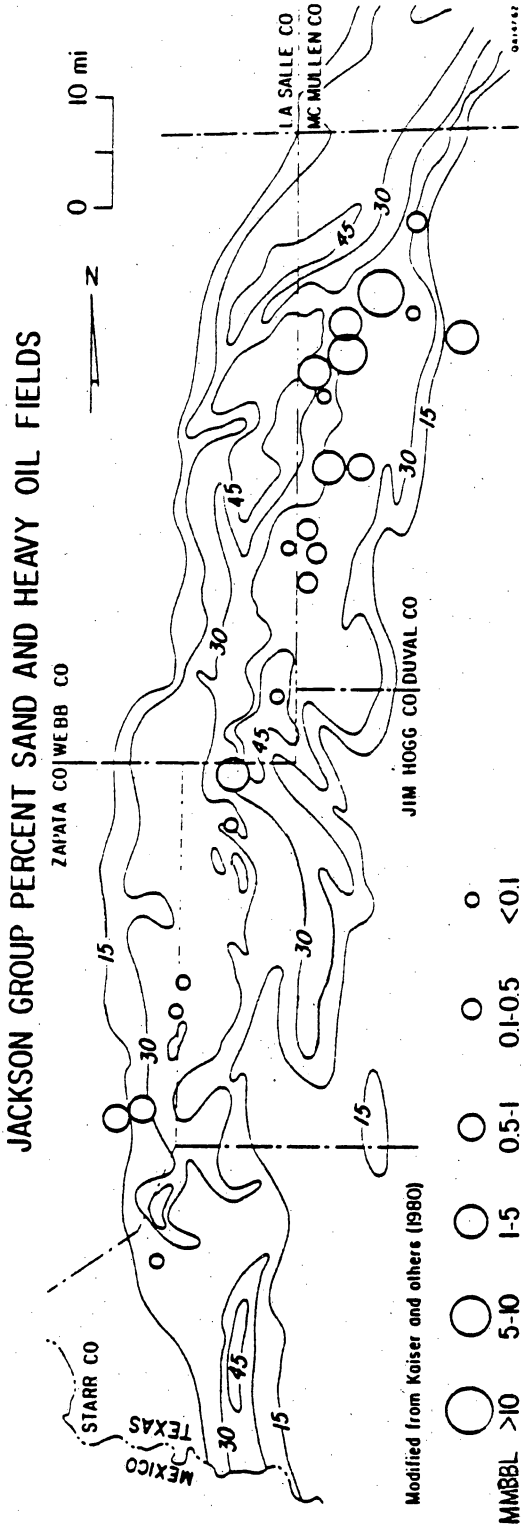 JACKSON GROUP PERCENT SAND AND HEAVY OIL FIELDS
0 10 mi
N
ZAPATA CO WEBB CO
LA SALLE CO
MC MULLEN CO
STARR CO
MEXICO
TEXAS
JIM HOGG CO DUVAL CO
15
30
45
30
45
45
30
15
30
45
30
15
30
45
15
15
Modified from Kaiser and others (1980)
MMBBL >10 5-10 1-5 0.5-1 0.1-0.5 <0.1